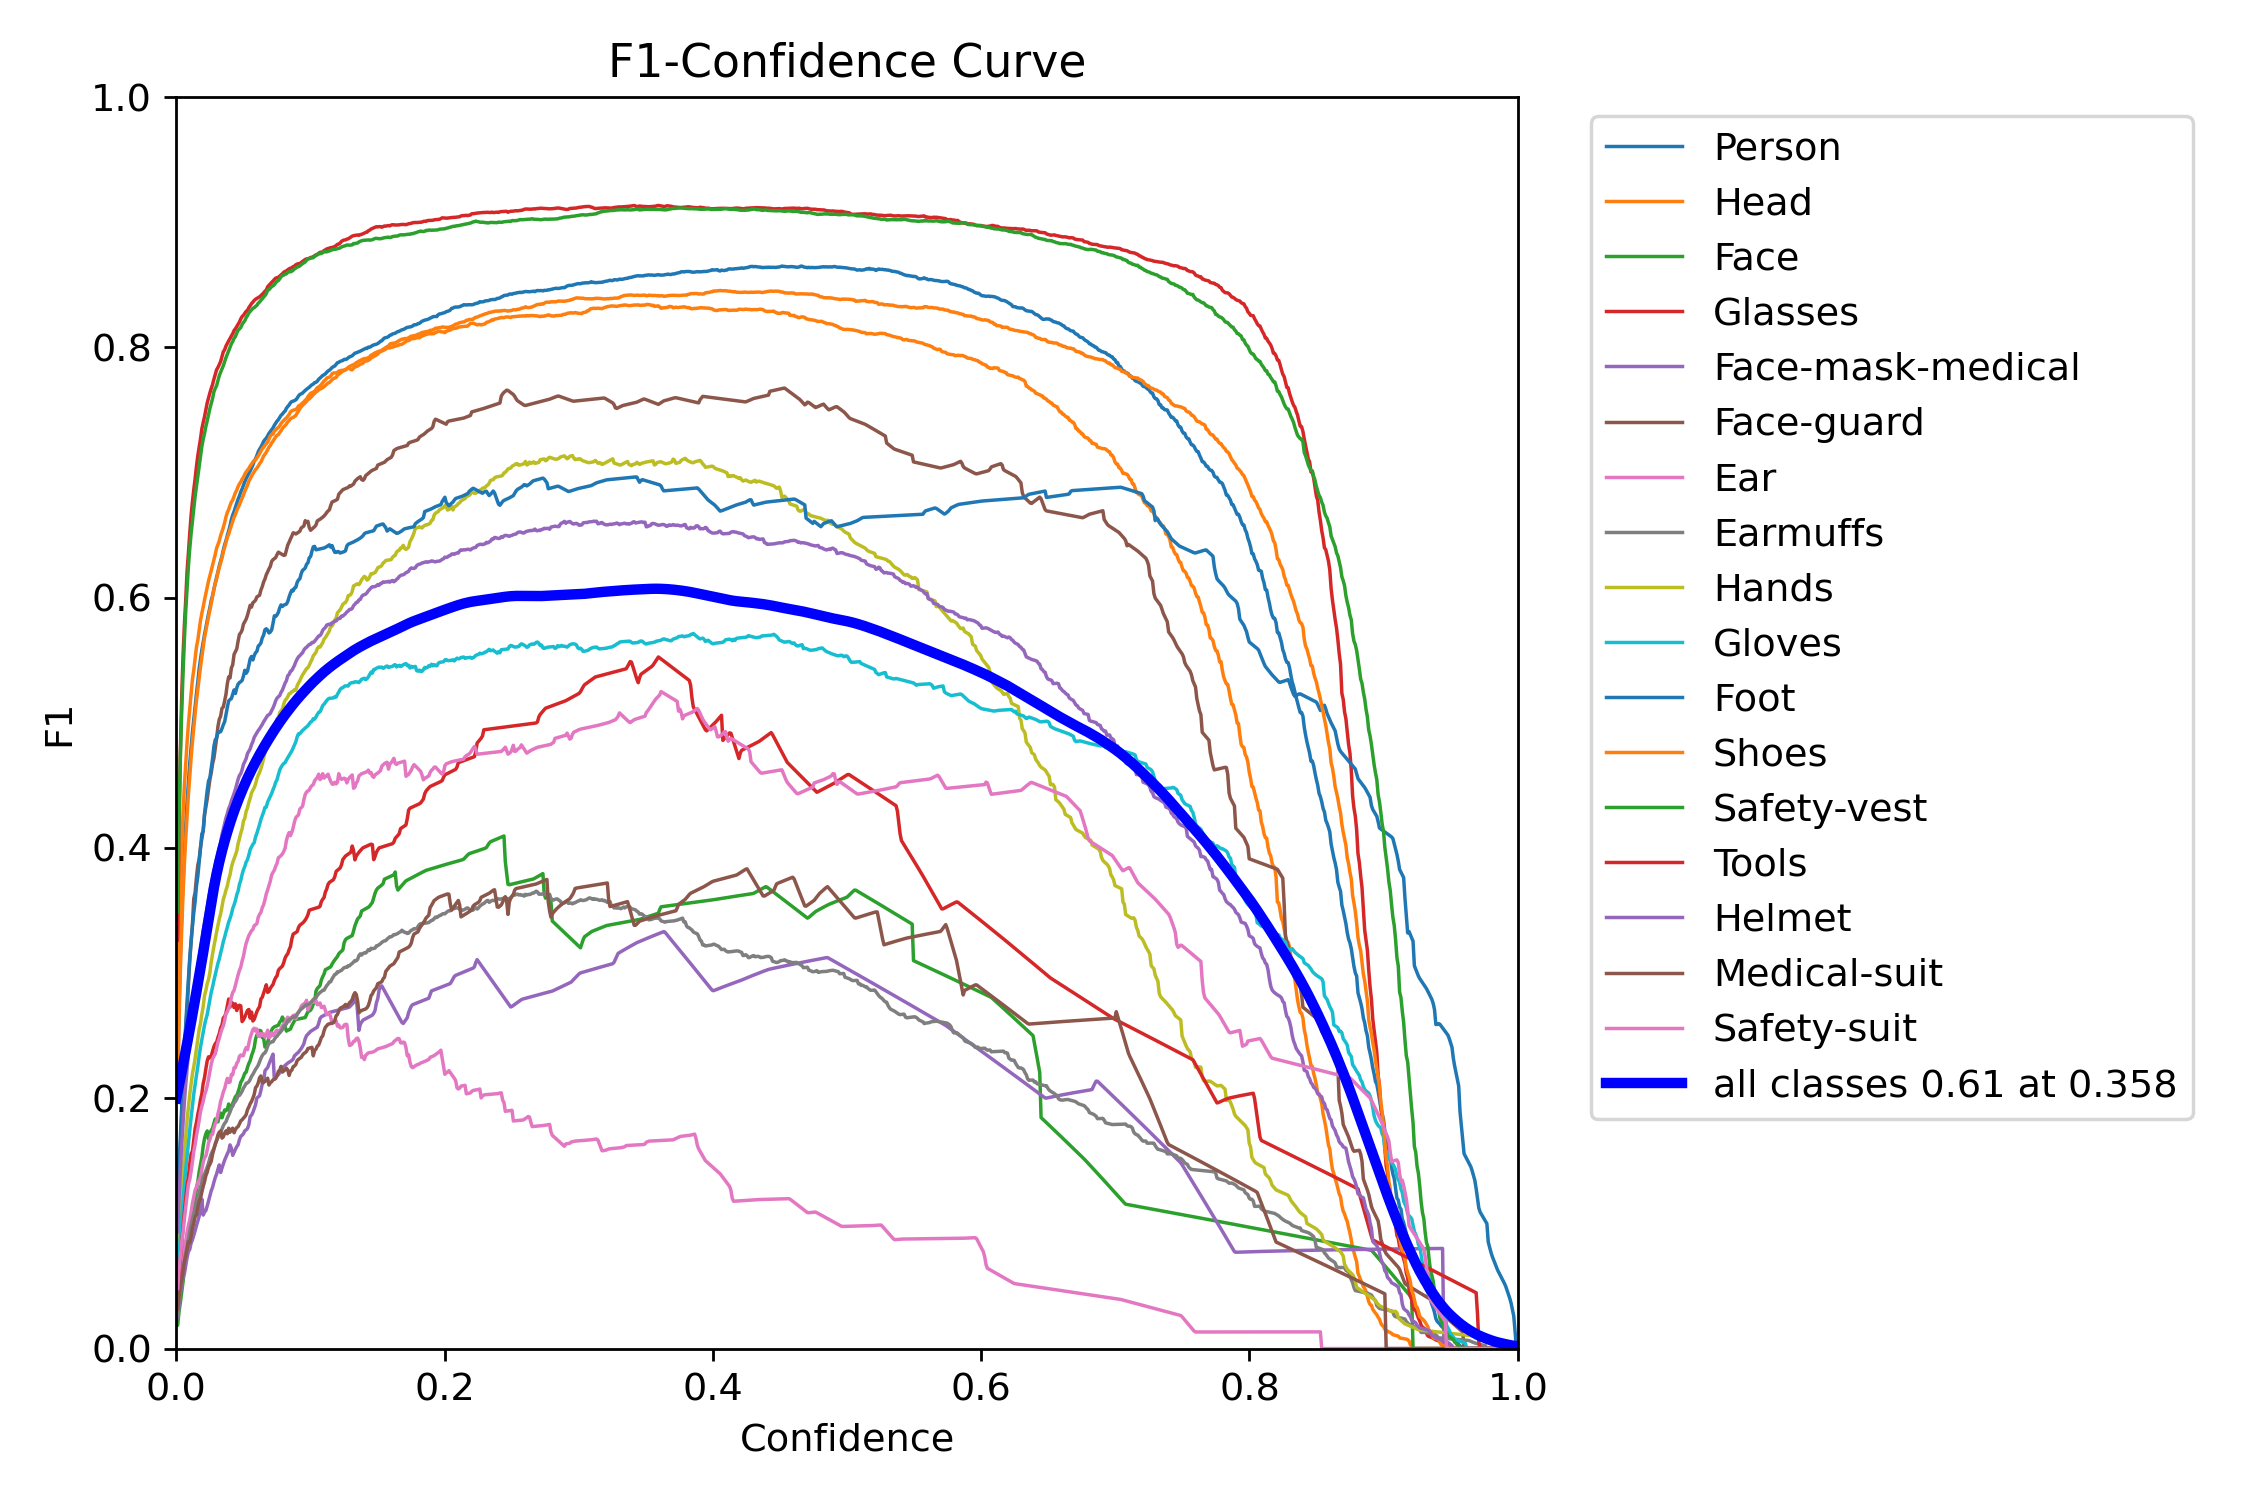 F1-Confidence Curve
1.0
0.8
0.6
0.4
0.2
0.0
F1
0.0 0.2 0.4 0.6 0.8 1.0
Confidence
Person
Head
Face
Glasses
Face-mask-medical
Face-guard
Ear
Earmuffs
Hands
Gloves
Foot
Shoes
Safety-vest
Tools
Helmet
Medical-suit
Safety-suit
all classes 0.61 at 0.358